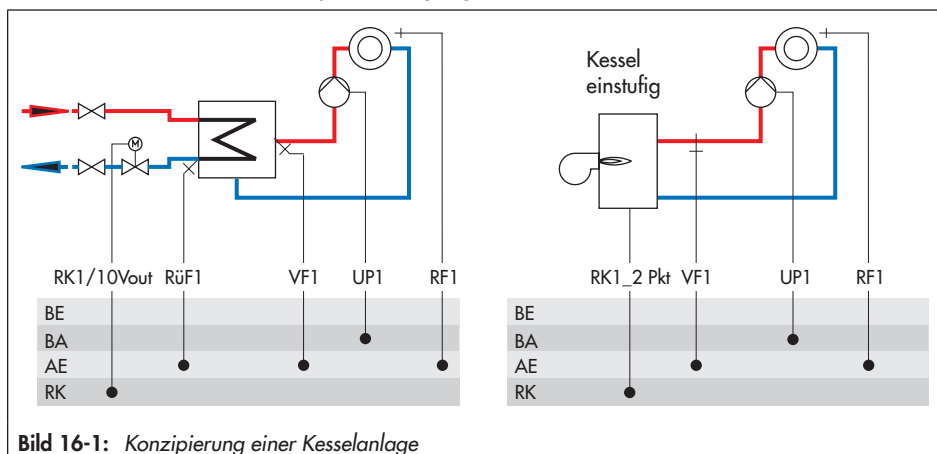 Kessel
einstufig
M
RK1/10Vout RüF1 VF1 UP1 RF1
BE
BA
AE
RK
RK1_2 Pkt VF1 UP1 RF1
BE
BA
AE
RK
Bild 16-1: Konzipierung einer Kesselanlage